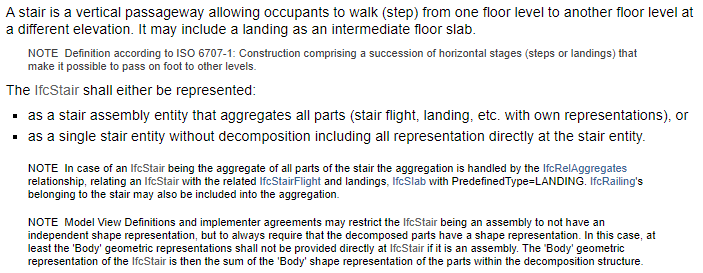 A stair is a vertical passageway allowing occupants to walk (step) from one floor level to another floor level at
a different elevation. It may include a landing as an intermediate floor slab.
NOTE Definition according to ISO 6707-1: Construction comprising a succession of horizontal stages (steps or landings) that
make it possible to pass on foot to other levels.
The IfcStair shall either be represented:
▪ as a stair assembly entity that aggregates all parts (stair flight, landing, etc. with own representations), or
▪ as a single stair entity without decomposition including all representation directly at the stair entity.
NOTE In case of an IfcStair being the aggregate of all parts of the stair the aggregation is handled by the IfcRelAggregates
relationship, relating an IfcStair with the related IfcStairFlight and landings, IfcSlab with PredefinedType=LANDING. IfcRailing's
belonging to the stair may also be included into the aggregation.
NOTE Model View Definitions and implementer agreements may restrict the IfcStair being an assembly to not have an
independent shape representation, but to always require that the decomposed parts have a shape representation. In this case, at
least the 'Body' geometric representations shall not be provided directly at IfcStair if it is an assembly. The 'Body' geometric
representation of the IfcStair is then the sum of the 'Body' shape representation of the parts within the decomposition structure.